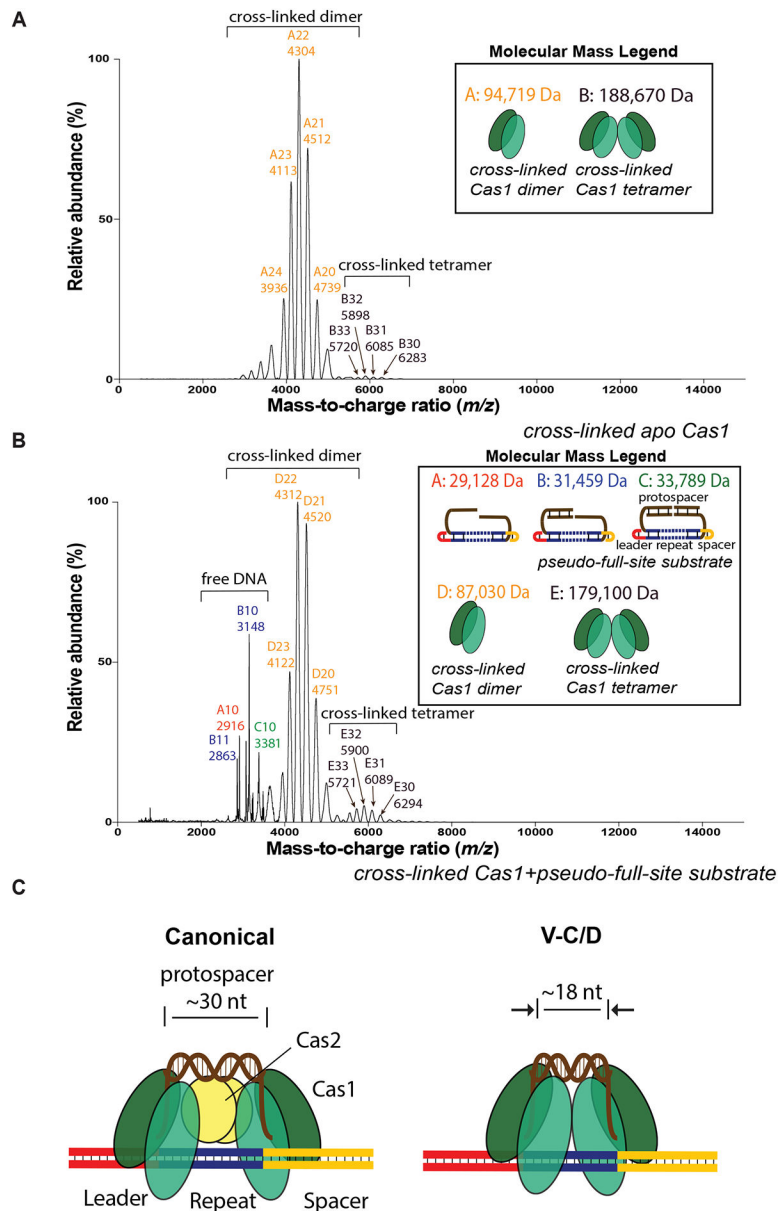 A
cross-linked dimer
A22
4304
100
A21
4512
A23
4113
50
A24
3936
A20
4739
cross-linked tetramer
B32
5898
B33
5720
B31
6085
B30
6283
0
0
2000
4000
6000
8000
10000
12000
14000
Relative abundance (%)
Mass-to-charge ratio (m/z)
Molecular Mass Legend
A: 94,719 Da
B: 188,670 Da
cross-linked
Cas1 dimer
cross-linked
Cas1 tetramer
cross-linked apo Cas1
B
cross-linked dimer
D22
4312
D21
4520
100
free DNA
B10
3148
D23
4122
50
D20
4751
A10
2916
C10
3381
B11
2863
cross-linked tetramer
E32
5900
E33
5721
E31
6089
E30
6294
0
0
2000
4000
6000
8000
10000
12000
14000
Relative abundance (%)
Mass-to-charge ratio (m/z)
Molecular Mass Legend
A: 29,128 Da
B: 31,459 Da
C: 33,789 Da
protospacer
leader repeat spacer
pseudo-full-site substrate
D: 87,030 Da
E: 179,100 Da
cross-linked
Cas1 dimer
cross-linked
Cas1 tetramer
cross-linked Cas1+pseudo-full-site substrate
C
Canonical
protospacer
~30 nt
Cas2
Cas1
Leader
Repeat
Spacer
V-C/D
~18 nt